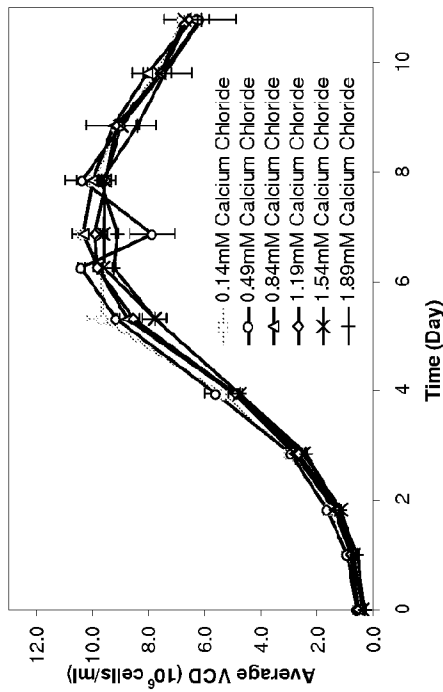 Average VCD (10⁶ cells/ml)
12.0
10.0
8.0
6.0
4.0
2.0
0.0
0.14mM Calcium Chloride
0.49mM Calcium Chloride
0.84mM Calcium Chloride
1.19mM Calcium Chloride
1.54mM Calcium Chloride
1.89mM Calcium Chloride
0
2
4
6
8
10
Time (Day)